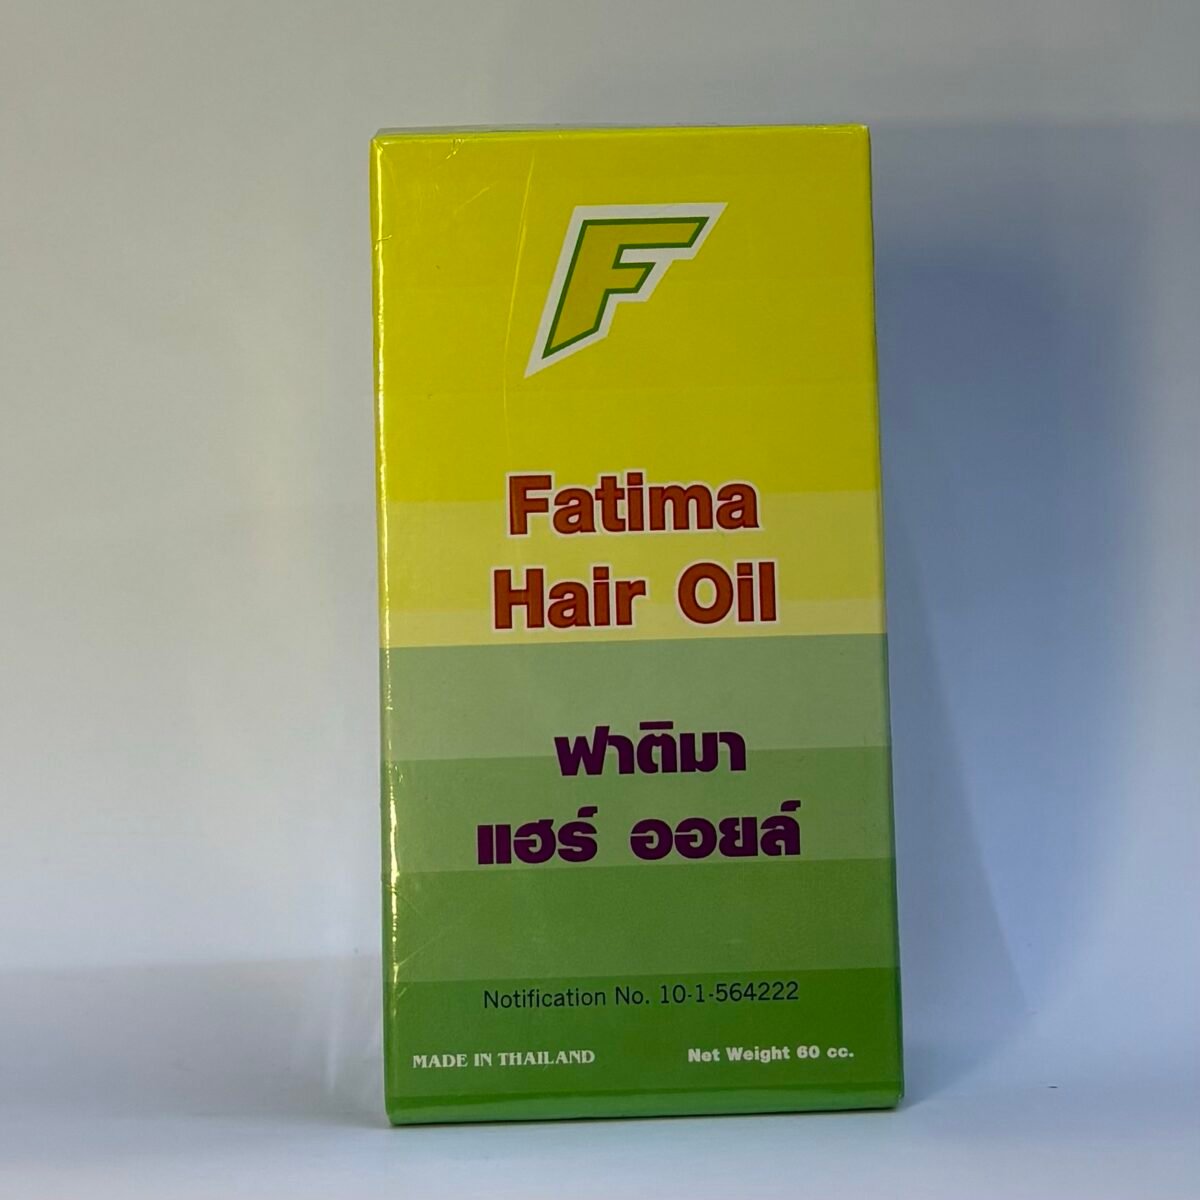 F
Fatima
Hair Oil
ฟาติมา
แฮร์ ออยล์
Notification No. 10-1-564222
MADE IN THAILAND
Net Weight 60 cc.